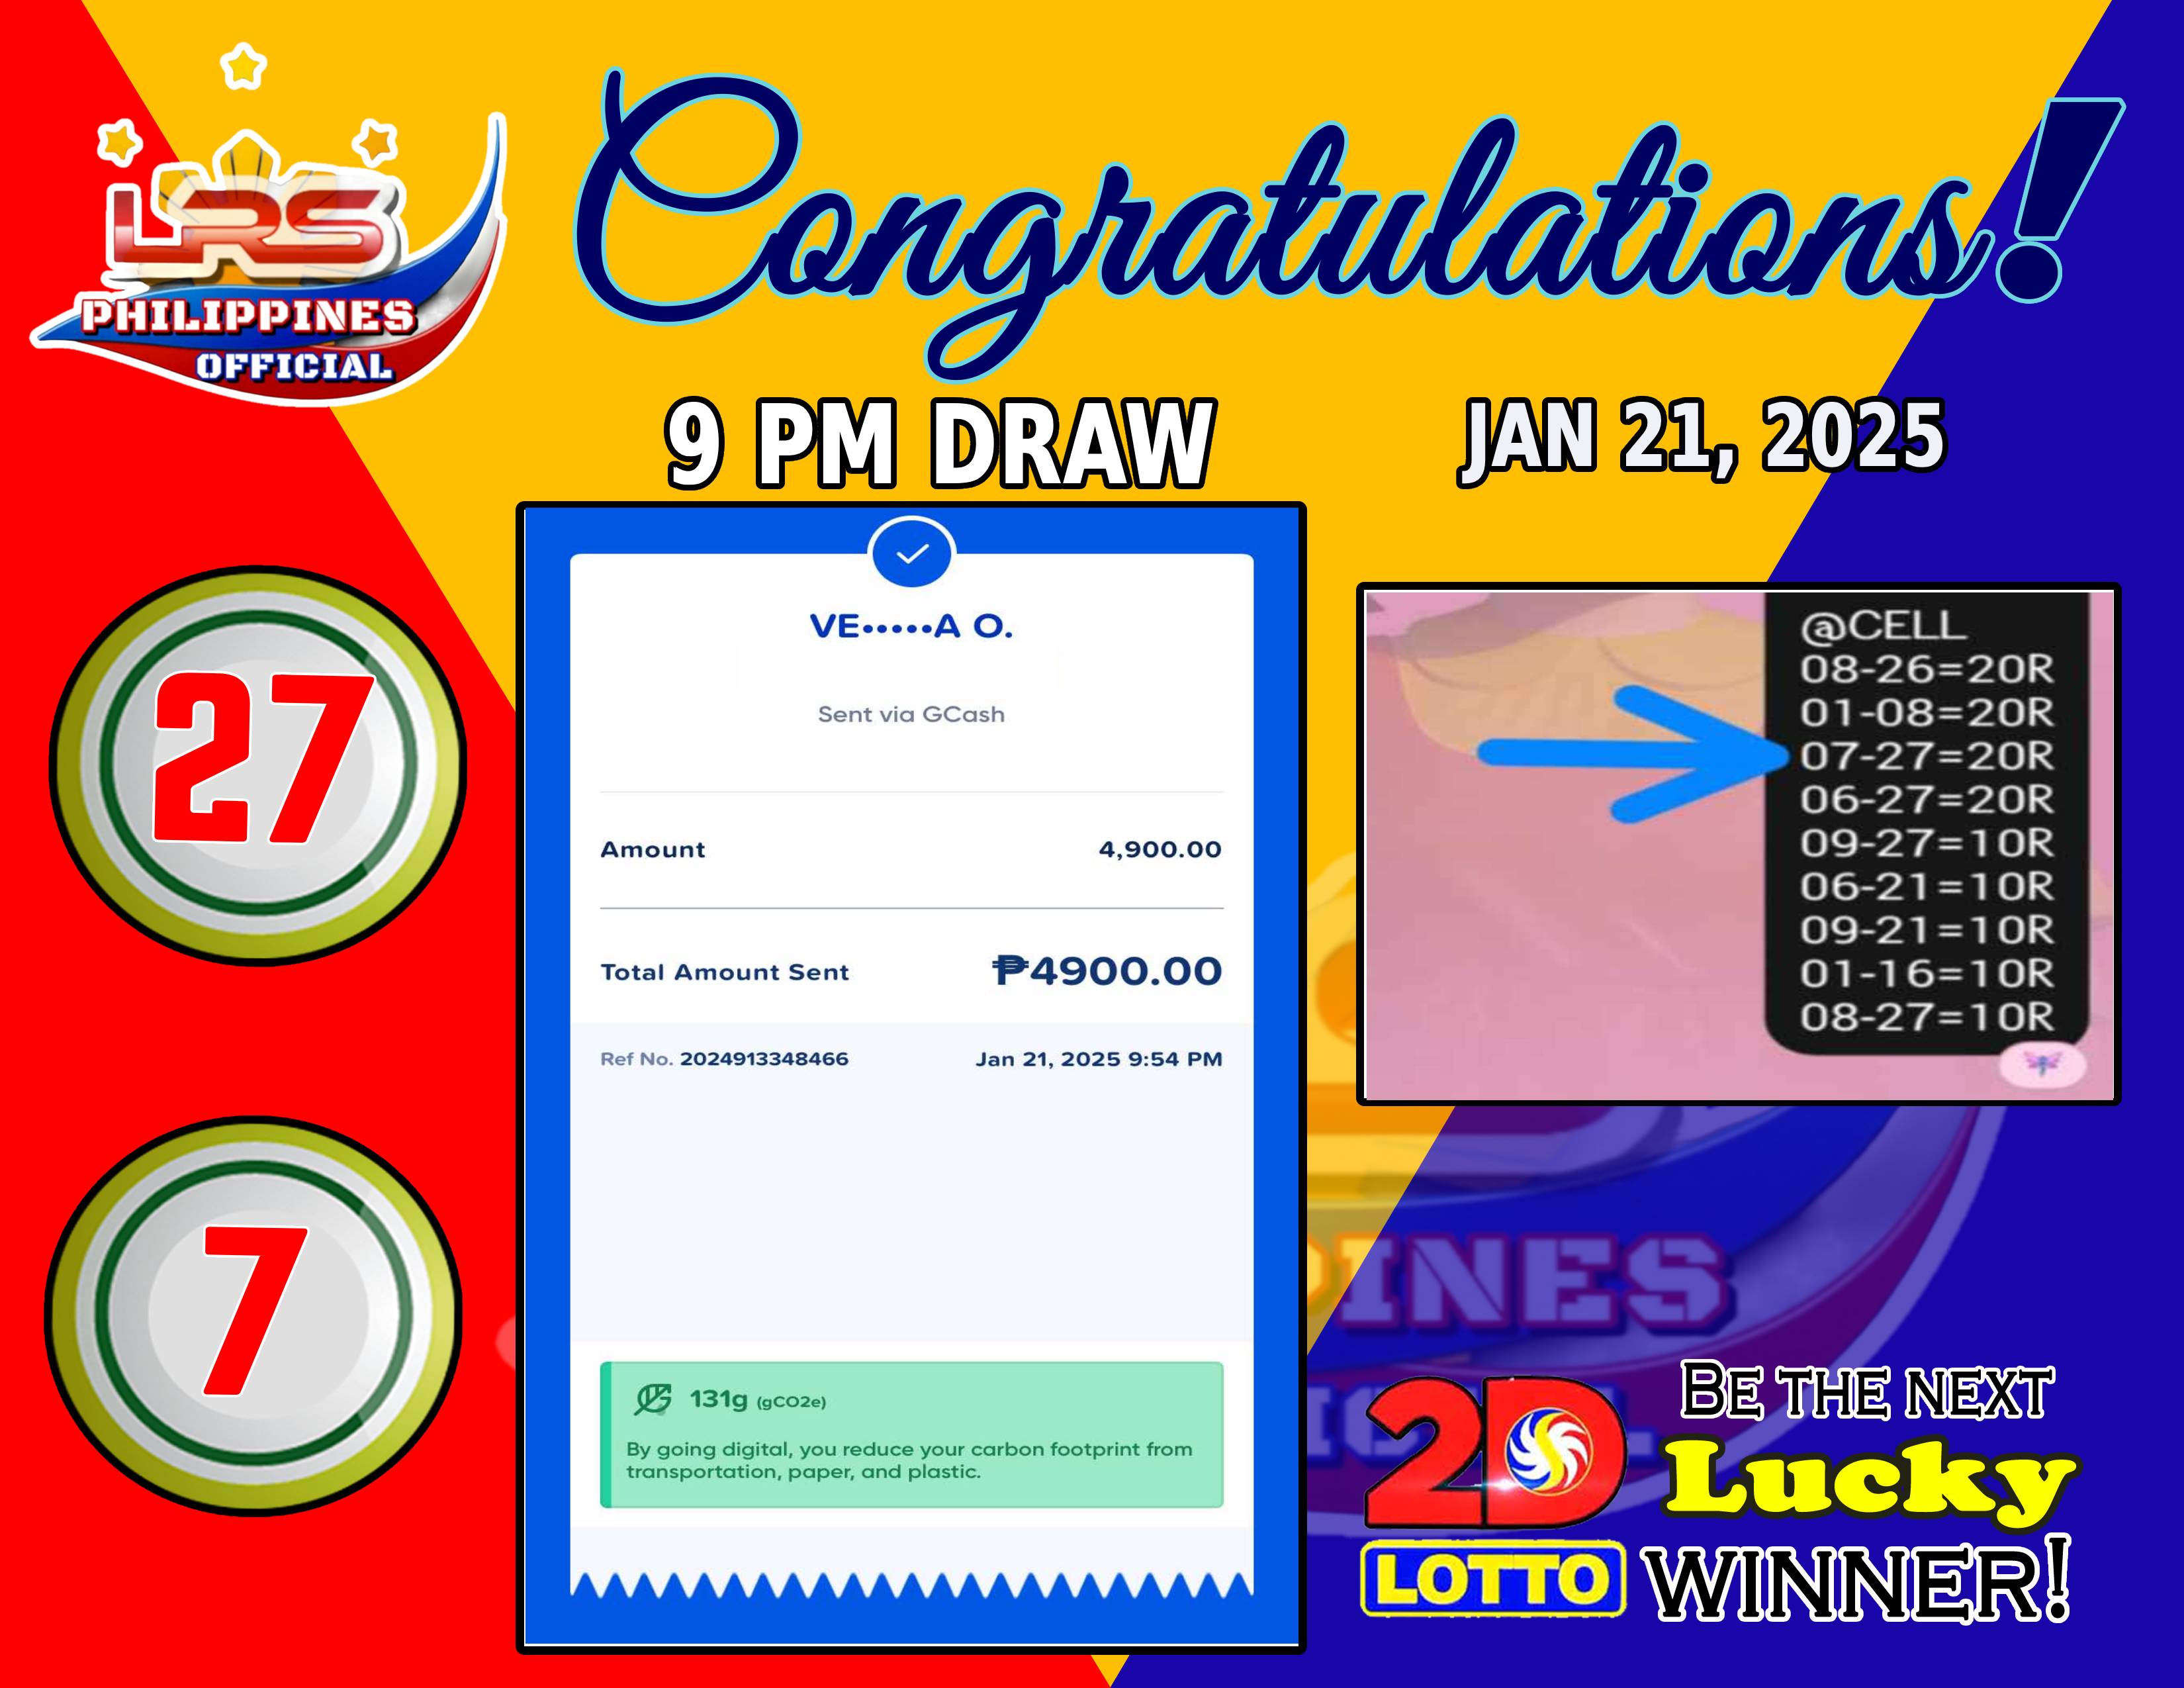 LRS
PHILIPPINES
OFFICIAL
Congratulations!
9 PM DRAW
JAN 21, 2025
27
7
VE•••••A O.
Sent via GCash
Amount 4,900.00
Total Amount Sent ₱4900.00
Ref No. 2024913348466 Jan 21, 2025 9:54 PM
131g (gCO2e)
By going digital, you reduce your carbon footprint from
transportation, paper, and plastic.
@CELL
08-26=20R
01-08=20R
07-27=20R
06-27=20R
09-27=10R
06-21=10R
09-21=10R
01-16=10R
08-27=10R
PINES
2D
LOTTO
BE THE NEXT
Lucky
WINNER!